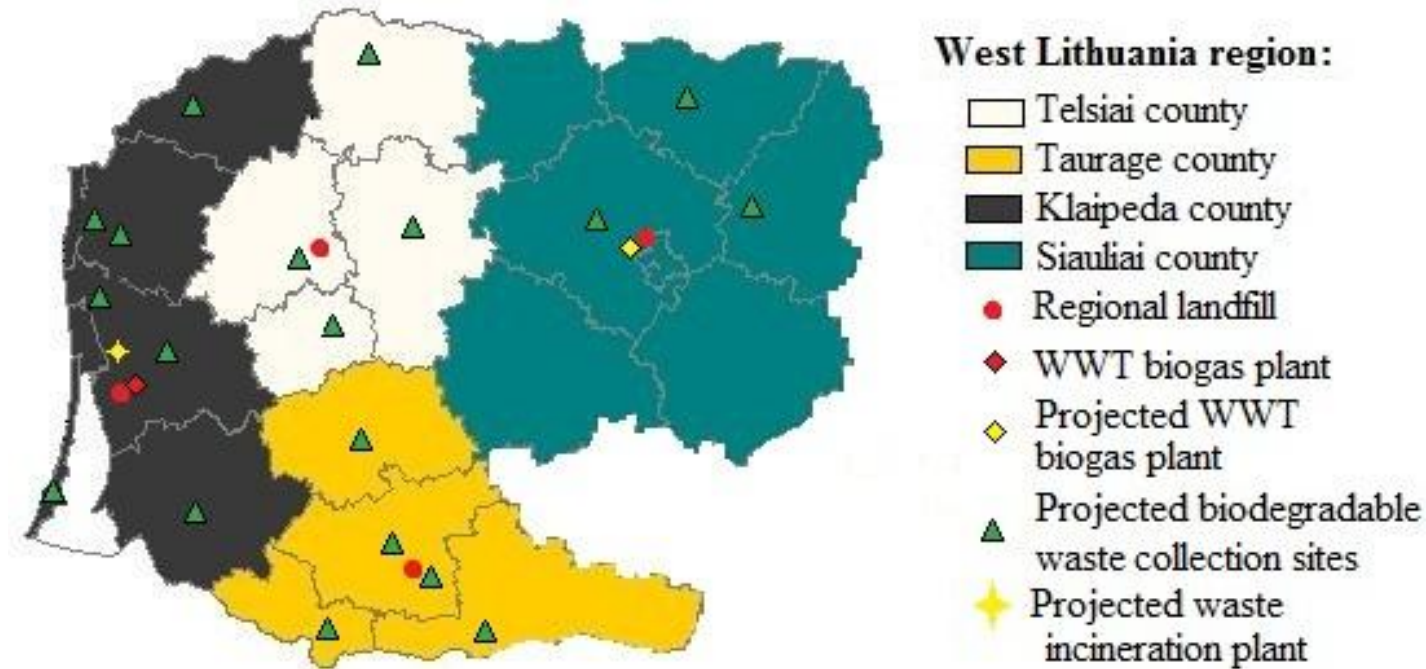 West Lithuania region:
Telsiai county
Taurage county
Klaipeda county
Siauliai county
Regional landfill
WWT biogas plant
Projected WWT
biogas plant
Projected biodegradable
waste collection sites
Projected waste
incineration plant